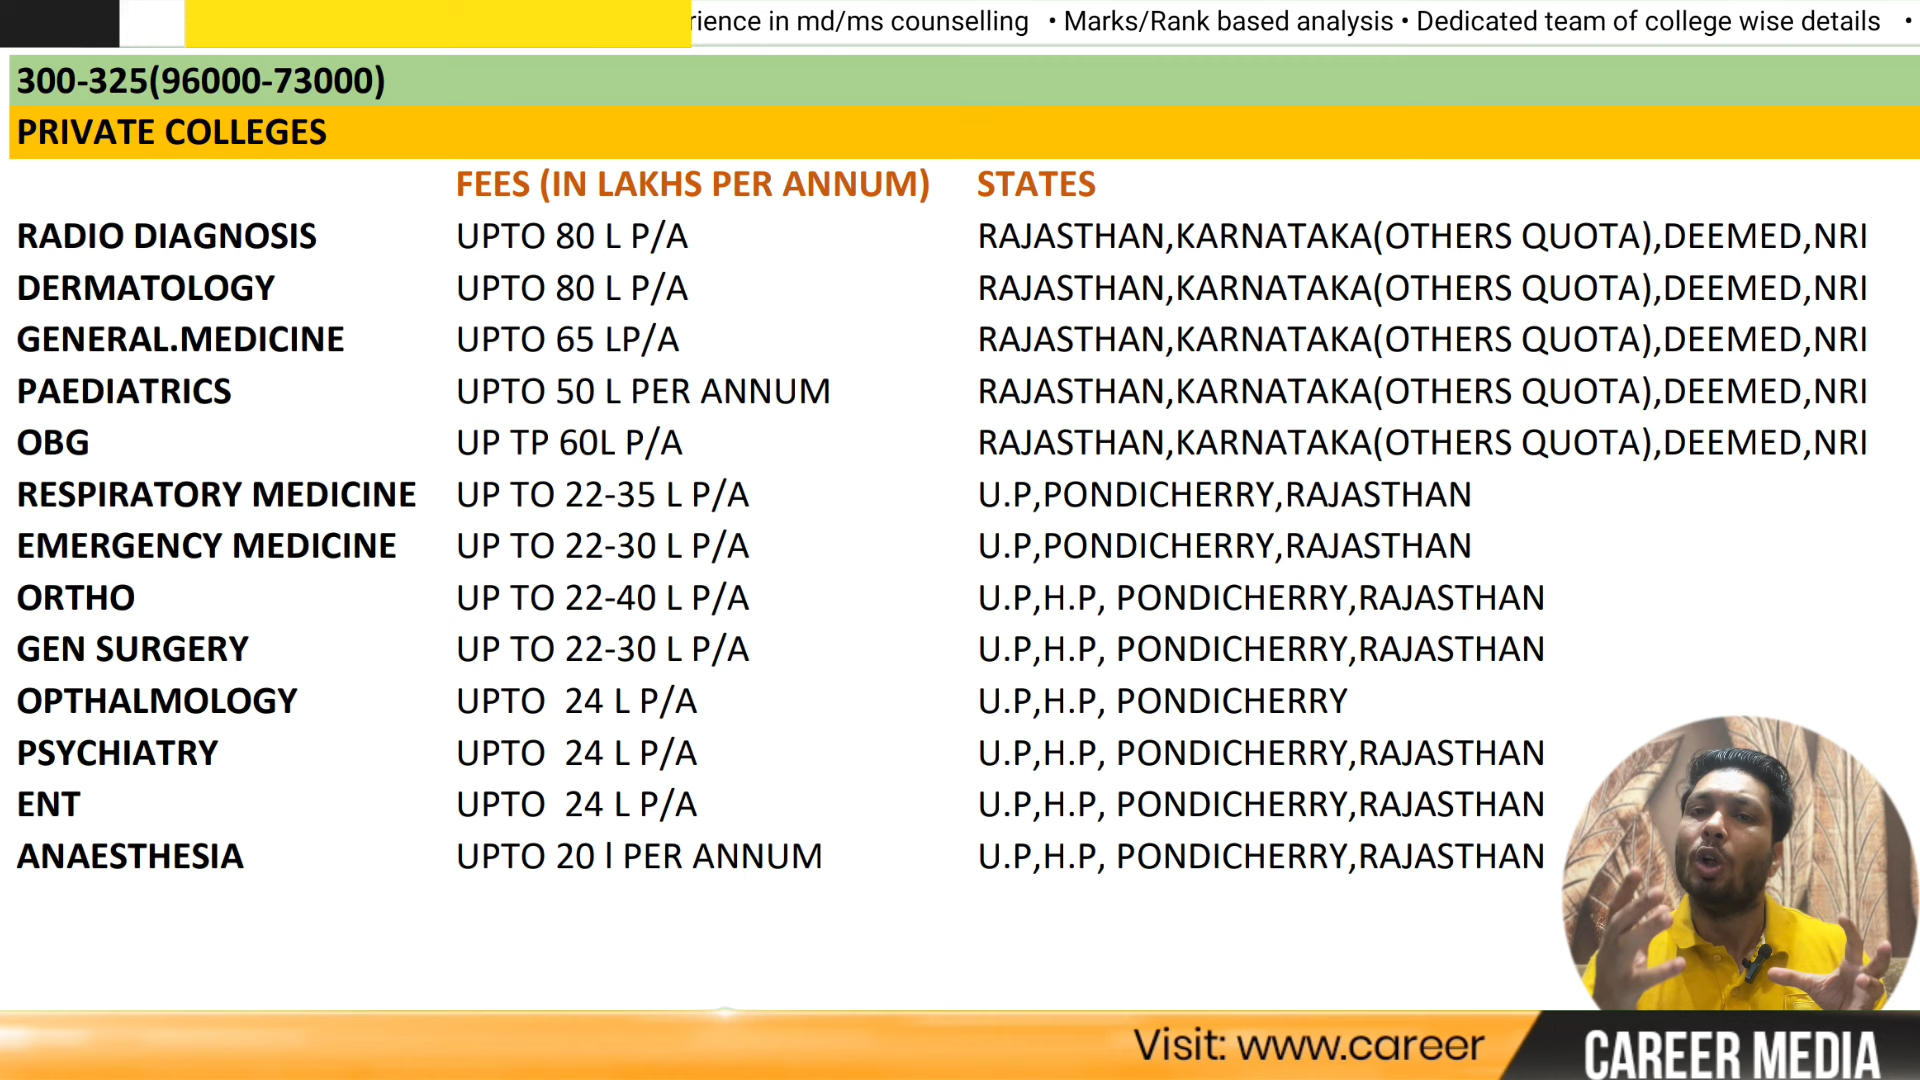 rience in md/ms counselling • Marks/Rank based analysis • Dedicated team of college wise details •
300-325(96000-73000)
PRIVATE COLLEGES
FEES (IN LAKHS PER ANNUM) STATES
RADIO DIAGNOSIS UPTO 80 L P/A RAJASTHAN,KARNATAKA(OTHERS QUOTA),DEEMED,NRI
DERMATOLOGY UPTO 80 L P/A RAJASTHAN,KARNATAKA(OTHERS QUOTA),DEEMED,NRI
GENERAL.MEDICINE UPTO 65 LP/A RAJASTHAN,KARNATAKA(OTHERS QUOTA),DEEMED,NRI
PAEDIATRICS UPTO 50 L PER ANNUM RAJASTHAN,KARNATAKA(OTHERS QUOTA),DEEMED,NRI
OBG UP TP 60L P/A RAJASTHAN,KARNATAKA(OTHERS QUOTA),DEEMED,NRI
RESPIRATORY MEDICINE UP TO 22-35 L P/A U.P,PONDICHERRY,RAJASTHAN
EMERGENCY MEDICINE UP TO 22-30 L P/A U.P,PONDICHERRY,RAJASTHAN
ORTHO UP TO 22-40 L P/A U.P,H.P, PONDICHERRY,RAJASTHAN
GEN SURGERY UP TO 22-30 L P/A U.P,H.P, PONDICHERRY,RAJASTHAN
OPTHALMOLOGY UPTO 24 L P/A U.P,H.P, PONDICHERRY
PSYCHIATRY UPTO 24 L P/A U.P,H.P, PONDICHERRY,RAJASTHAN
ENT UPTO 24 L P/A U.P,H.P, PONDICHERRY,RAJASTHAN
ANAESTHESIA UPTO 20 l PER ANNUM U.P,H.P, PONDICHERRY,RAJASTHAN
Visit: www.career
CAREER MEDIA